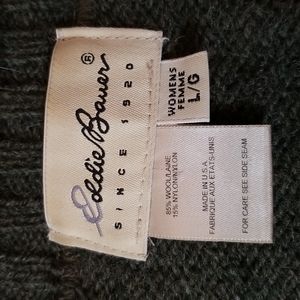 ®
Eddie Bauer
SINCE 1920
WOMENS
FEMME
L/G
85% WOOL/LAINE
15% NYLON/NYLON
MADE IN U.S.A.
FABRIQUE AUX ETATS-UNIS
FOR CARE SEE SIDE SEAM